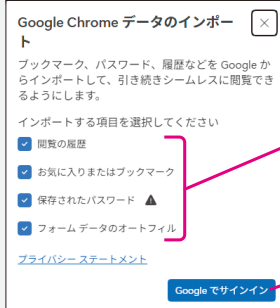 Google Chrome データのインポー
ト
ブックマーク、パスワード、履歴などを Google か
らインポートして、引き続きシームレスに閲覧でき
るようにします。
インポートする項目を選択してください
閲覧の履歴
お気に入りまたはブックマーク
保存されたパスワード
フォーム データのオートフィル
プライバシー ステートメント
Google でサインイン